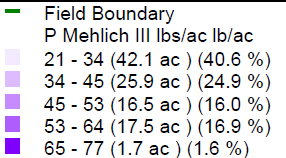 Field Boundary
P Mehlich III lbs/ac lb/ac
21 - 34 (42.1 ac ) (40.6 %)
34 - 45 (25.9 ac ) (24.9 %)
45 - 53 (16.5 ac ) (16.0 %)
53 - 64 (17.5 ac ) (16.9 %)
65 - 77 (1.7 ac ) (1.6 %)